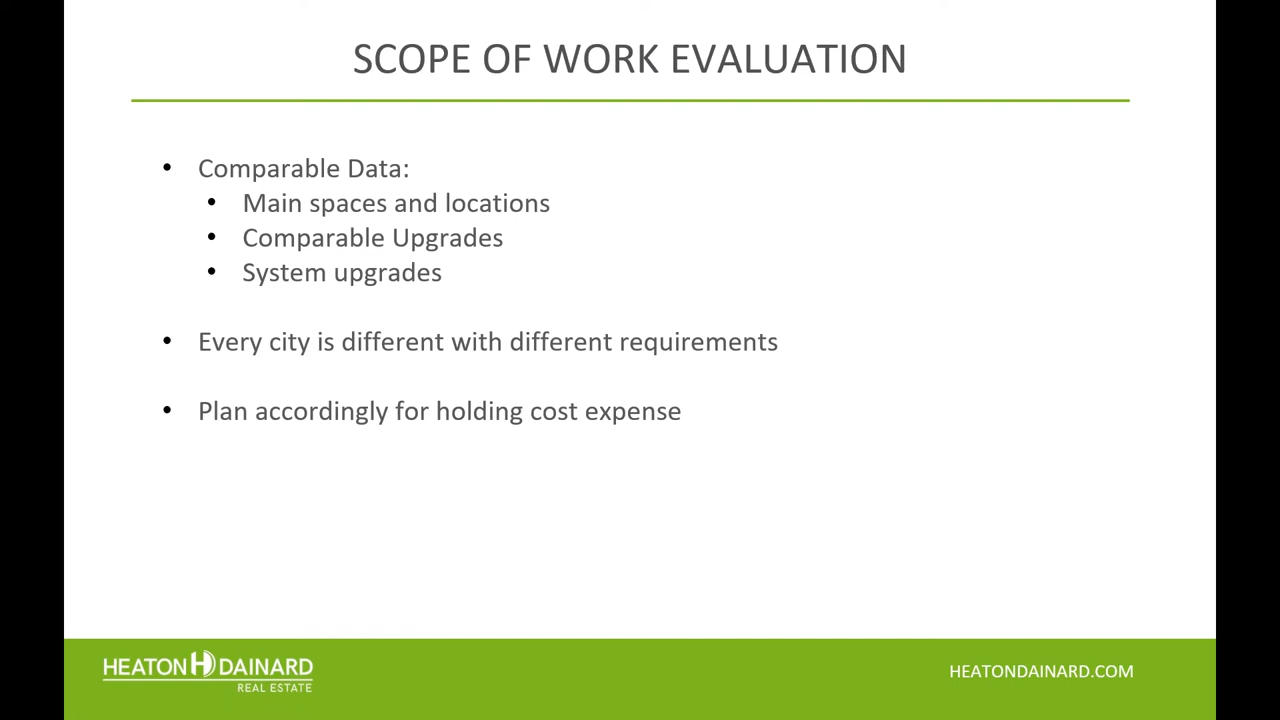 SCOPE OF WORK EVALUATION
• Comparable Data:
• Main spaces and locations
• Comparable Upgrades
• System upgrades
• Every city is different with different requirements
• Plan accordingly for holding cost expense
HEATON DAINARD
REAL ESTATE
HEATONDAINARD.COM